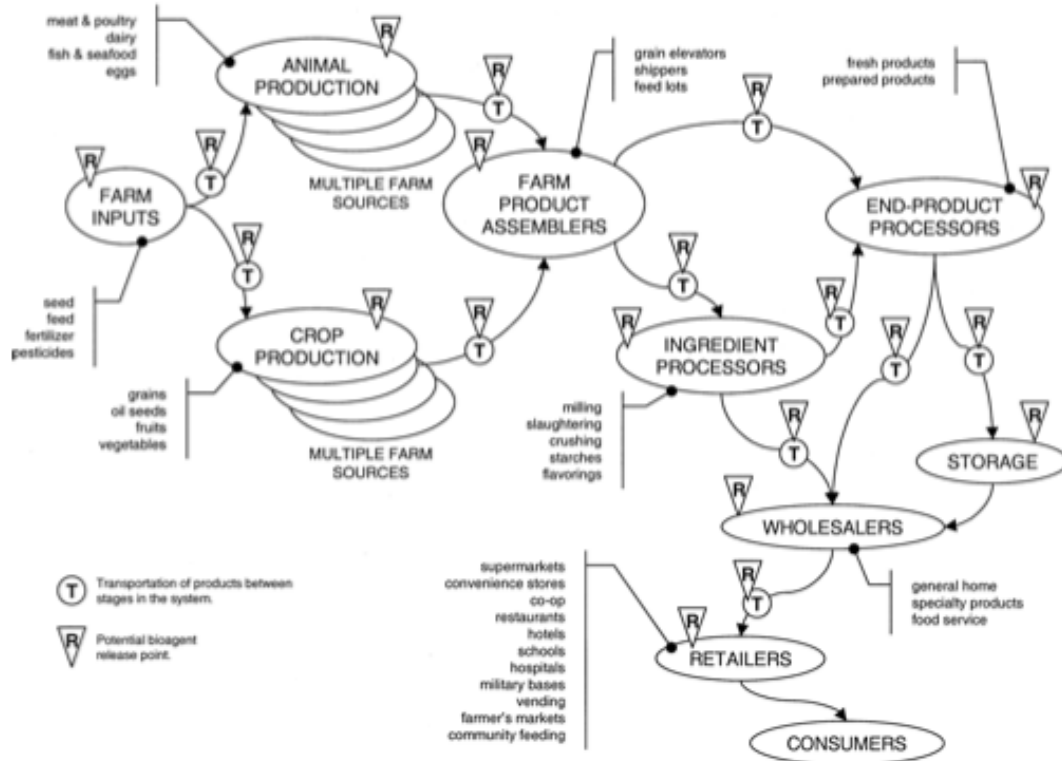 meat & poultry
dairy
fish & seafood
eggs
R
ANIMAL
PRODUCTION
MULTIPLE FARM
SOURCES
R
T
grain elevators
shippers
feed lots
R
T
fresh products
prepared products
R
FARM
INPUTS
R
T
R
T
seed
feed
fertilizer
pesticides
R
FARM
PRODUCT
ASSEMBLERS
R
END-PRODUCT
PROCESSORS
R
CROP
PRODUCTION
MULTIPLE FARM
SOURCES
grains
oil seeds
fruits
vegetables
R
T
R
T
R
INGREDIENT
PROCESSORS
R
T
milling
slaughtering
crushing
starches
flavorings
R
T
R
T
R
T
R
STORAGE
R
WHOLESALERS
general home
specialty products
food service
R
T
supermarkets
convenience stores
co-op
restaurants
hotels
schools
hospitals
military bases
vending
farmer's markets
community feeding
R
RETAILERS
CONSUMERS
T
Transportation of products between
stages in the system.
R
Potential bioagent
release point.